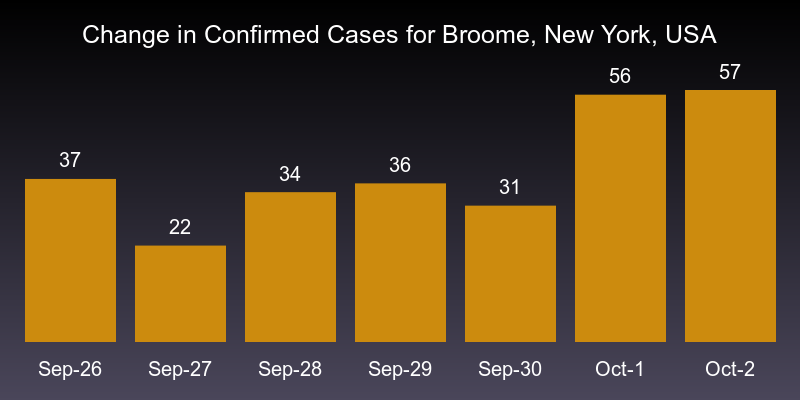 Change in Confirmed Cases for Broome, New York, USA
37
22
34
36
31
56
57
Sep-26
Sep-27
Sep-28
Sep-29
Sep-30
Oct-1
Oct-2